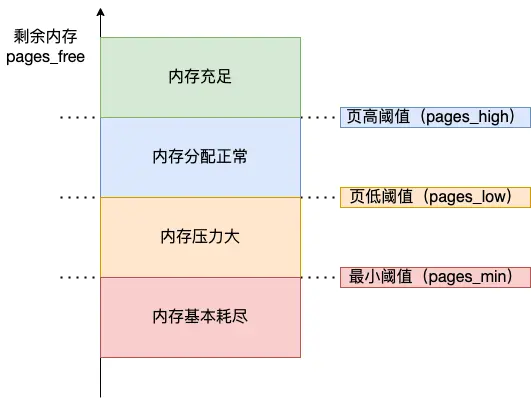 剩余内存
pages_free
内存充足
页高阈值（pages_high）
内存分配正常
页低阈值（pages_low）
内存压力大
最小阈值（pages_min）
内存基本耗尽